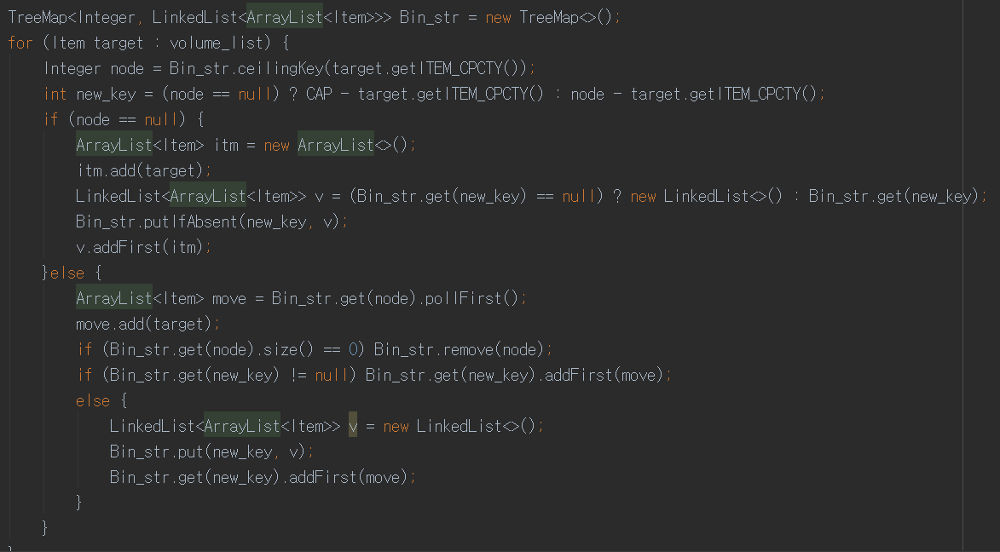 TreeMap<Integer, LinkedList<ArrayList<Item>>> Bin_str = new TreeMap<>();
for (Item target : volume_list) {
Integer node = Bin_str.ceilingKey(target.getITEM_CPCTY());
int new_key = (node == null) ? CAP - target.getITEM_CPCTY() : node - target.getITEM_CPCTY();
if (node == null) {
ArrayList<Item> itm = new ArrayList<>();
itm.add(target);
LinkedList<ArrayList<Item>> v = (Bin_str.get(new_key) == null) ? new LinkedList<>() : Bin_str.get(new_key);
Bin_str.putIfAbsent(new_key, v);
v.addFirst(itm);
}else {
ArrayList<Item> move = Bin_str.get(node).pollFirst();
move.add(target);
if (Bin_str.get(node).size() == 0) Bin_str.remove(node);
if (Bin_str.get(new_key) != null) Bin_str.get(new_key).addFirst(move);
else {
LinkedList<ArrayList<Item>> v = new LinkedList<>();
Bin_str.put(new_key, v);
Bin_str.get(new_key).addFirst(move);
}
}